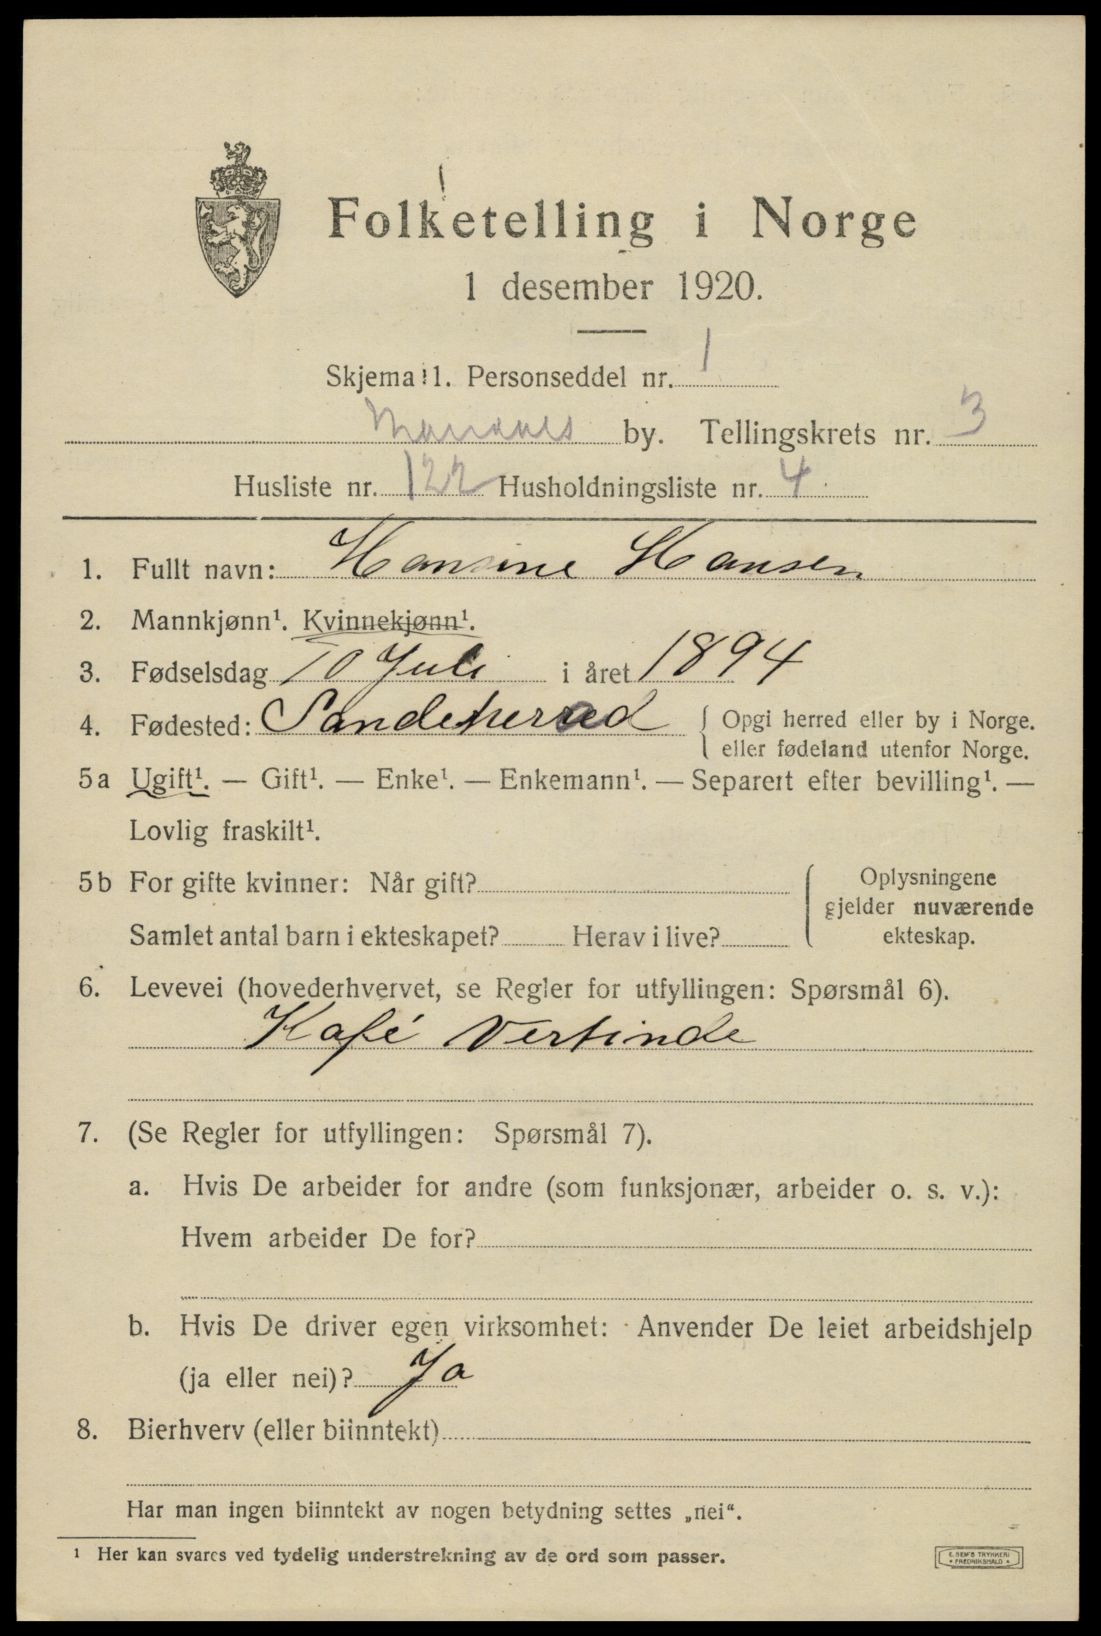 Folketelling i Norge
1 desember 1920.
Skjema 1. Personseddel nr. 1
Mandals by. Tellingskrets nr. 3
Husliste nr. 122 Husholdningsliste nr. 4
1. Fullt navn: Hansine Hansen
2. Mannkjønn¹. Kvinnekjønn¹.
3. Fødselsdag 10 Juli i året 1894
4. Fødested: Sandeherad { Opgi herred eller by i Norge.
eller fødeland utenfor Norge.
5a Ugift¹. — Gift¹. — Enke¹. — Enkemann¹. — Separert efter bevilling¹. —
Lovlig fraskilt¹.
5b For gifte kvinner: Når gift?
Samlet antal barn i ekteskapet? Herav i live?
Oplysningene
gjelder nuværende
ekteskap.
6. Levevei (hovederhvervet, se Regler for utfyllingen: Spørsmål 6).
Kafé Vertinde
7. (Se Regler for utfyllingen: Spørsmål 7).
a. Hvis De arbeider for andre (som funksjonær, arbeider o. s. v.):
Hvem arbeider De for?
b. Hvis De driver egen virksomhet: Anvender De leiet arbeidshjelp
(ja eller nei)? Ja
8. Bierhverv (eller biinntekt)
Har man ingen biinntekt av nogen betydning settes „nei“.
¹ Her kan svares ved tydelig understrekning av de ord som passer.
E. SEM'S TRYKKERI
FREDRIKSHALD